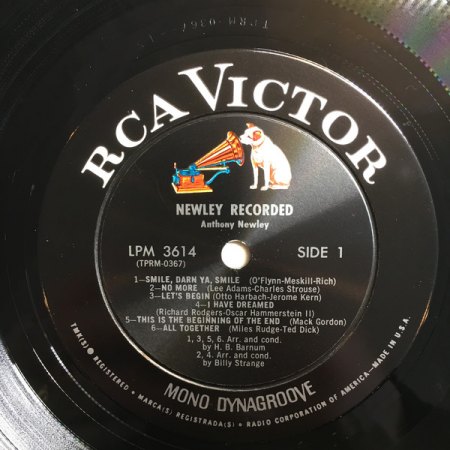 TPRM-0367
RCA VICTOR
NEWLEY RECORDED
Anthony Newley
LPM 3614
(TPRM-0367)
SIDE 1
1—SMILE, DARN YA, SMILE (O'Flynn-Meskill-Rich)
2—NO MORE (Lee Adams-Charles Strouse)
3—LET'S BEGIN (Otto Harbach-Jerome Kern)
4—I HAVE DREAMED
(Richard Rodgers-Oscar Hammerstein II)
5—THIS IS THE BEGINNING OF THE END (Mack Gordon)
6—ALL TOGETHER (Miles Rudge-Ted Dick)
1, 3, 5, 6. Arr. and cond.
by H. B. Barnum
2, 4. Arr. and cond.
by Billy Strange
MONO DYNAGROOVE
TMK(S) ® REGISTERED • MARCA(S) REGISTRADA(S) • RADIO CORPORATION OF AMERICA—MADE IN U.S.A.